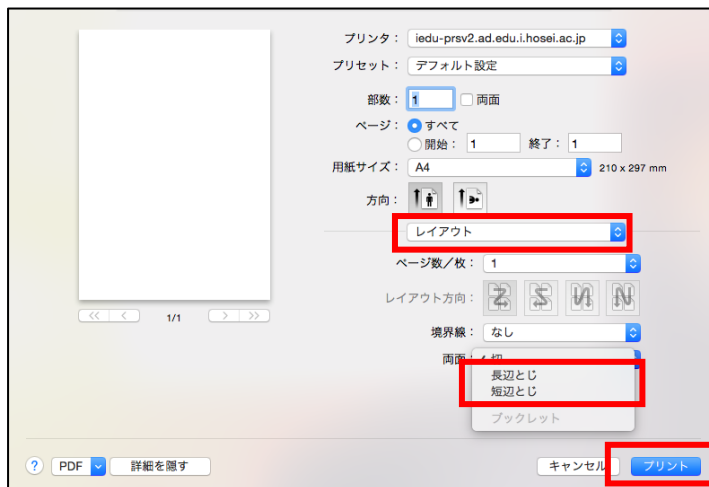 プリンタ： iedu-prsv2.ad.edu.i.hosei.ac.jp
プリセット： デフォルト設定
部数： 1 両面
ページ： すべて
開始： 1 終了： 1
用紙サイズ： A4 210 x 297 mm
方向：
レイアウト
ページ数／枚： 1
レイアウト方向：
1/1
境界線： なし
両面： ✓切
長辺とじ
短辺とじ
ブックレット
? PDF 詳細を隠す キャンセル プリント